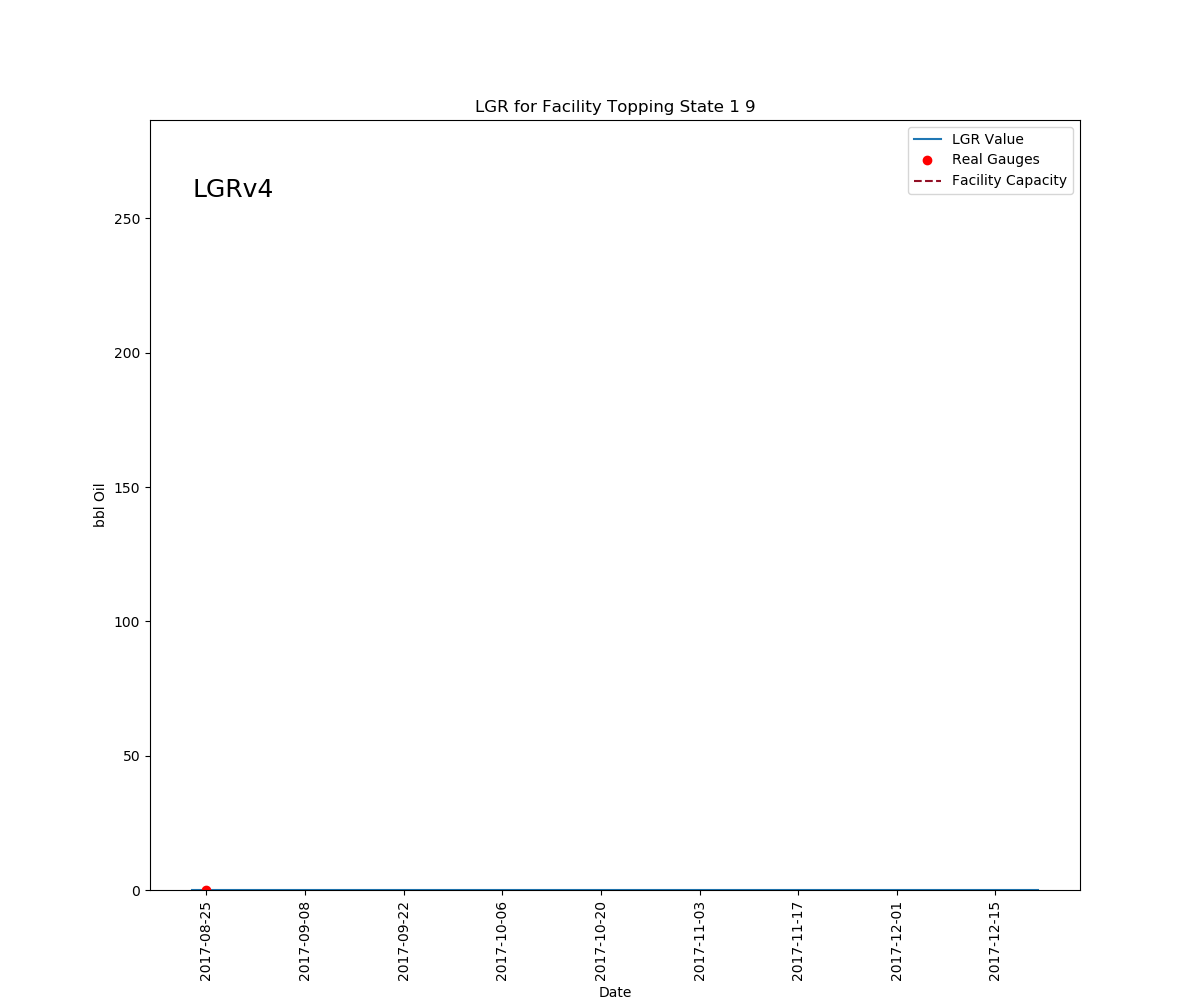 LGR for Facility Topping State 1 9
LGR Value
Real Gauges
Facility Capacity
LGRv4
250
200
150
100
50
0
bbl Oil
2017-08-25
2017-09-08
2017-09-22
2017-10-06
2017-10-20
2017-11-03
2017-11-17
2017-12-01
2017-12-15
Date